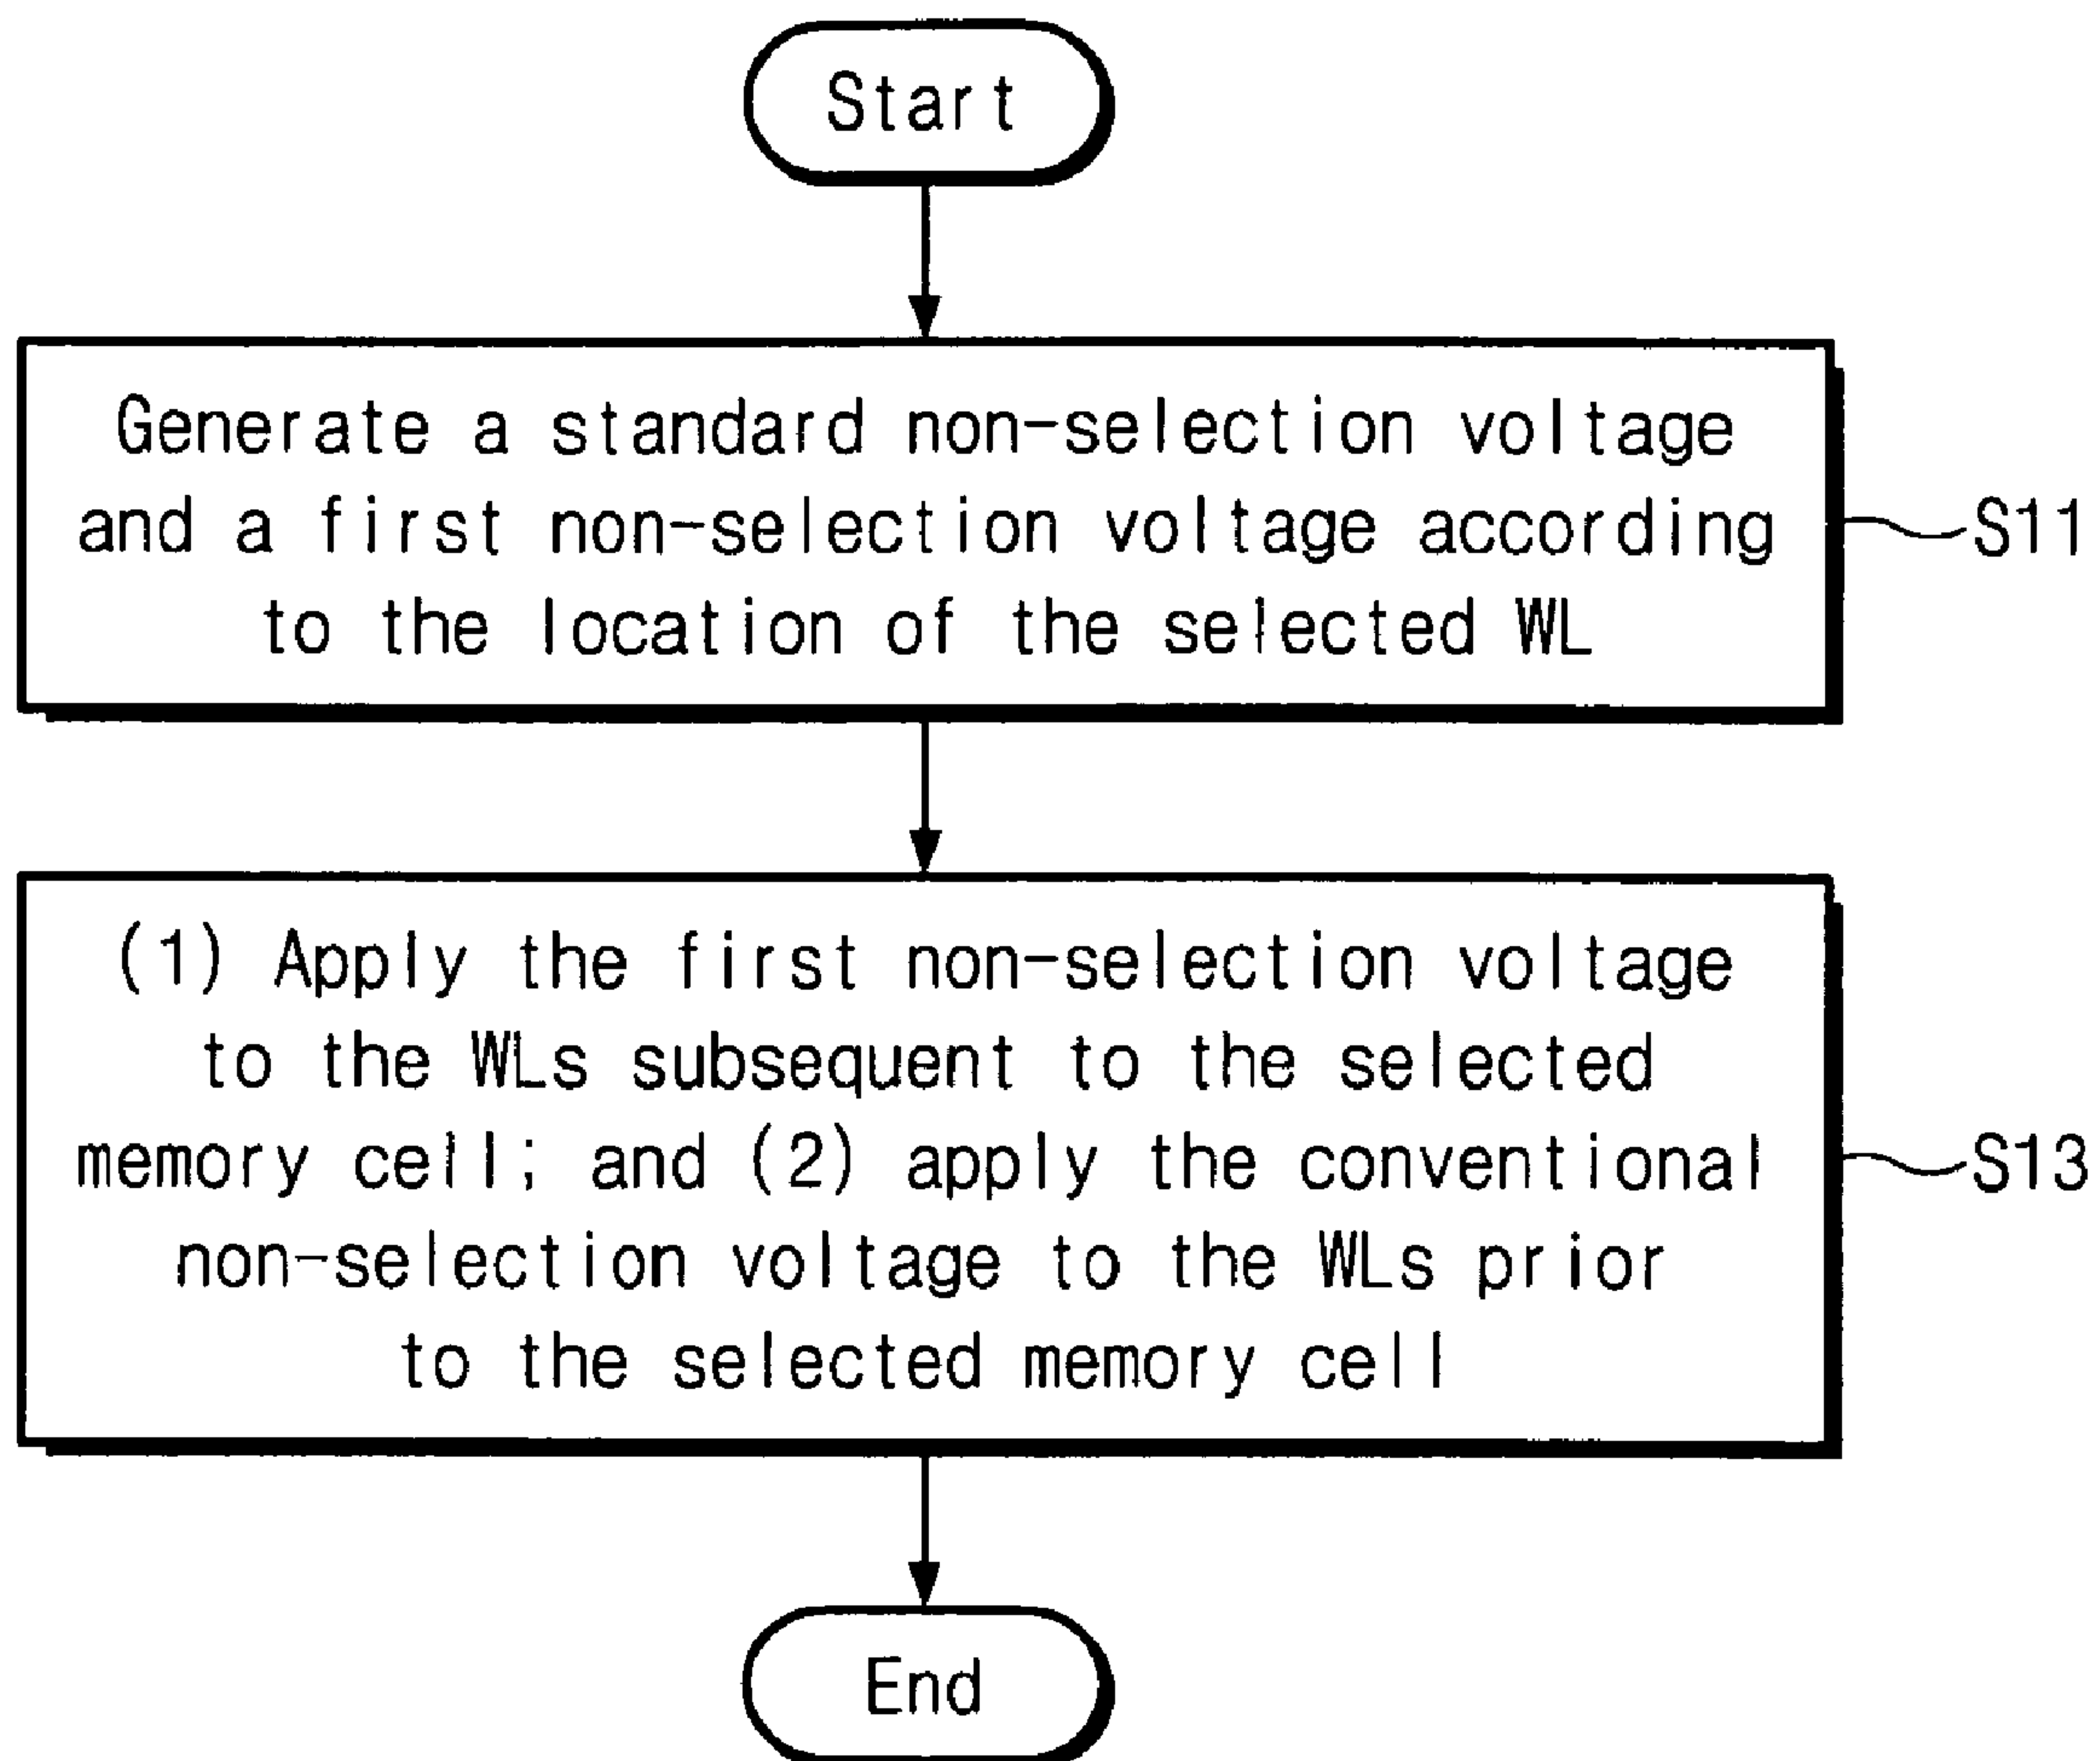 Start
Generate a standard non-selection voltage
and a first non-selection voltage according
to the location of the selected WL
S11
(1) Apply the first non-selection voltage
to the WLs subsequent to the selected
memory cell; and (2) apply the conventional
non-selection voltage to the WLs prior
to the selected memory cell
S13
End